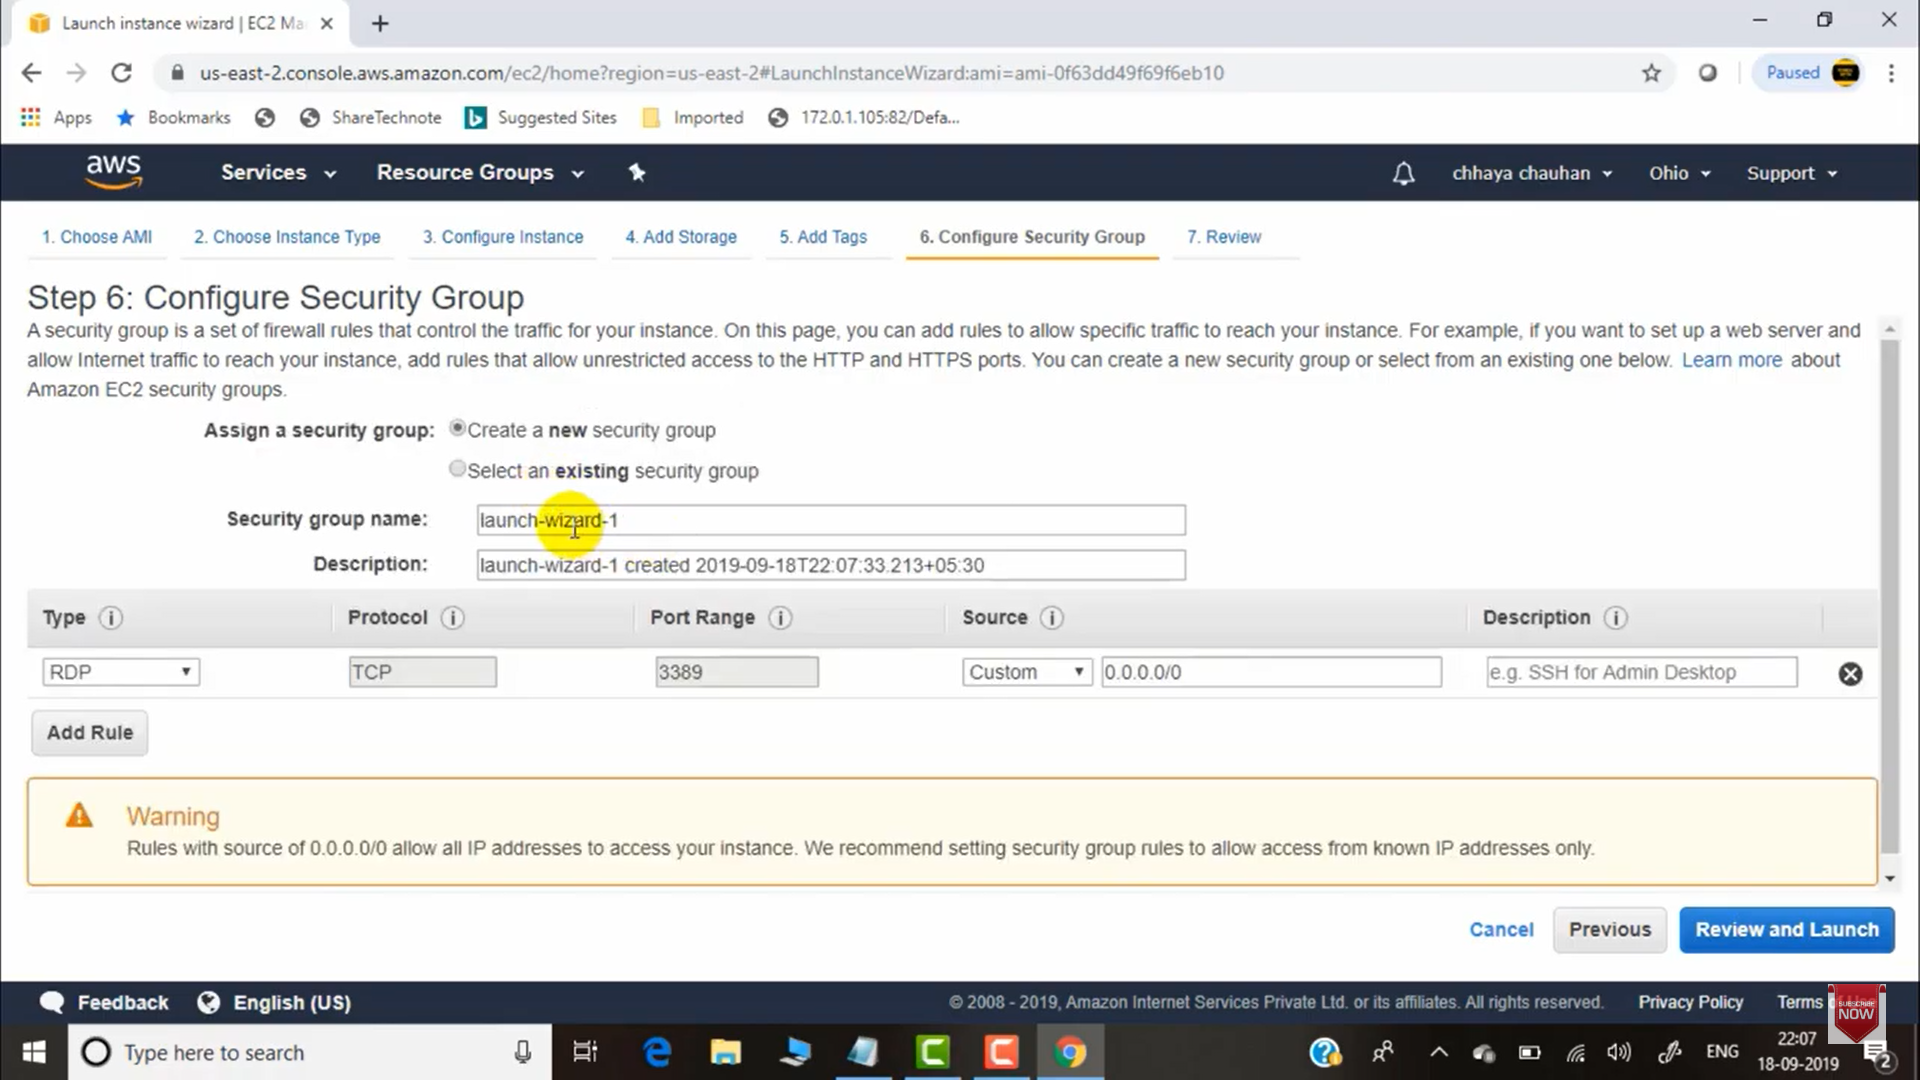 Launch instance wizard | EC2 Ma
us-east-2.console.aws.amazon.com/ec2/home?region=us-east-2#LaunchInstanceWizard:ami=ami-0f63dd49f69f6eb10
Paused
Apps Bookmarks ShareTechnote Suggested Sites Imported 172.0.1.105:82/Defa...
aws Services Resource Groups chhaya chauhan Ohio Support
1. Choose AMI 2. Choose Instance Type 3. Configure Instance 4. Add Storage 5. Add Tags 6. Configure Security Group 7. Review
Step 6: Configure Security Group
A security group is a set of firewall rules that control the traffic for your instance. On this page, you can add rules to allow specific traffic to reach your instance. For example, if you want to set up a web server and
allow Internet traffic to reach your instance, add rules that allow unrestricted access to the HTTP and HTTPS ports. You can create a new security group or select from an existing one below. Learn more about
Amazon EC2 security groups.
Assign a security group: Create a new security group
Select an existing security group
Security group name: launch-wizard-1
Description: launch-wizard-1 created 2019-09-18T22:07:33.213+05:30
Type Protocol Port Range Source Description
RDP TCP 3389 Custom 0.0.0.0/0 e.g. SSH for Admin Desktop
Add Rule
Warning
Rules with source of 0.0.0.0/0 allow all IP addresses to access your instance. We recommend setting security group rules to allow access from known IP addresses only.
Cancel Previous Review and Launch
Feedback English (US) © 2008 - 2019, Amazon Internet Services Private Ltd. or its affiliates. All rights reserved. Privacy Policy Terms
SUBSCRIBE
NOW
Type here to search ENG 22:07
18-09-2019 2